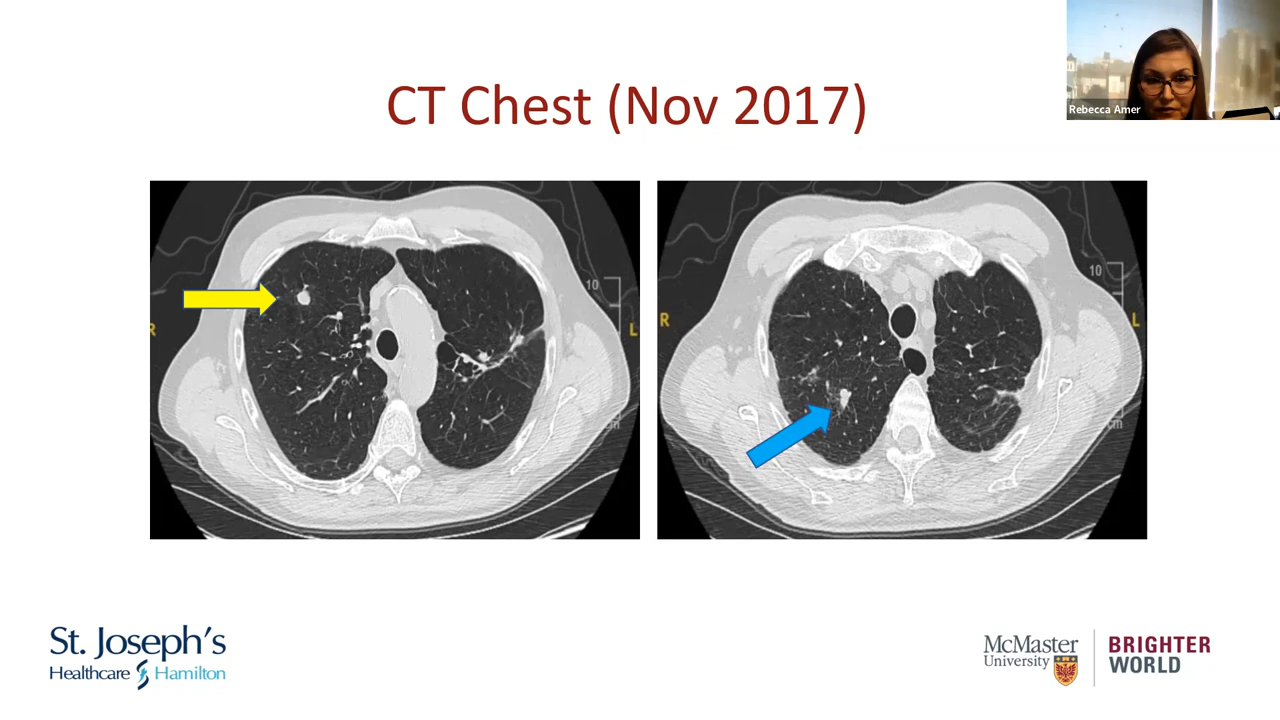 Rebecca Amer
CT Chest (Nov 2017)
R
10
L
cm
R
10
L
cm
St. Joseph's
Healthcare Hamilton
McMaster
University
BRIGHTER
WORLD